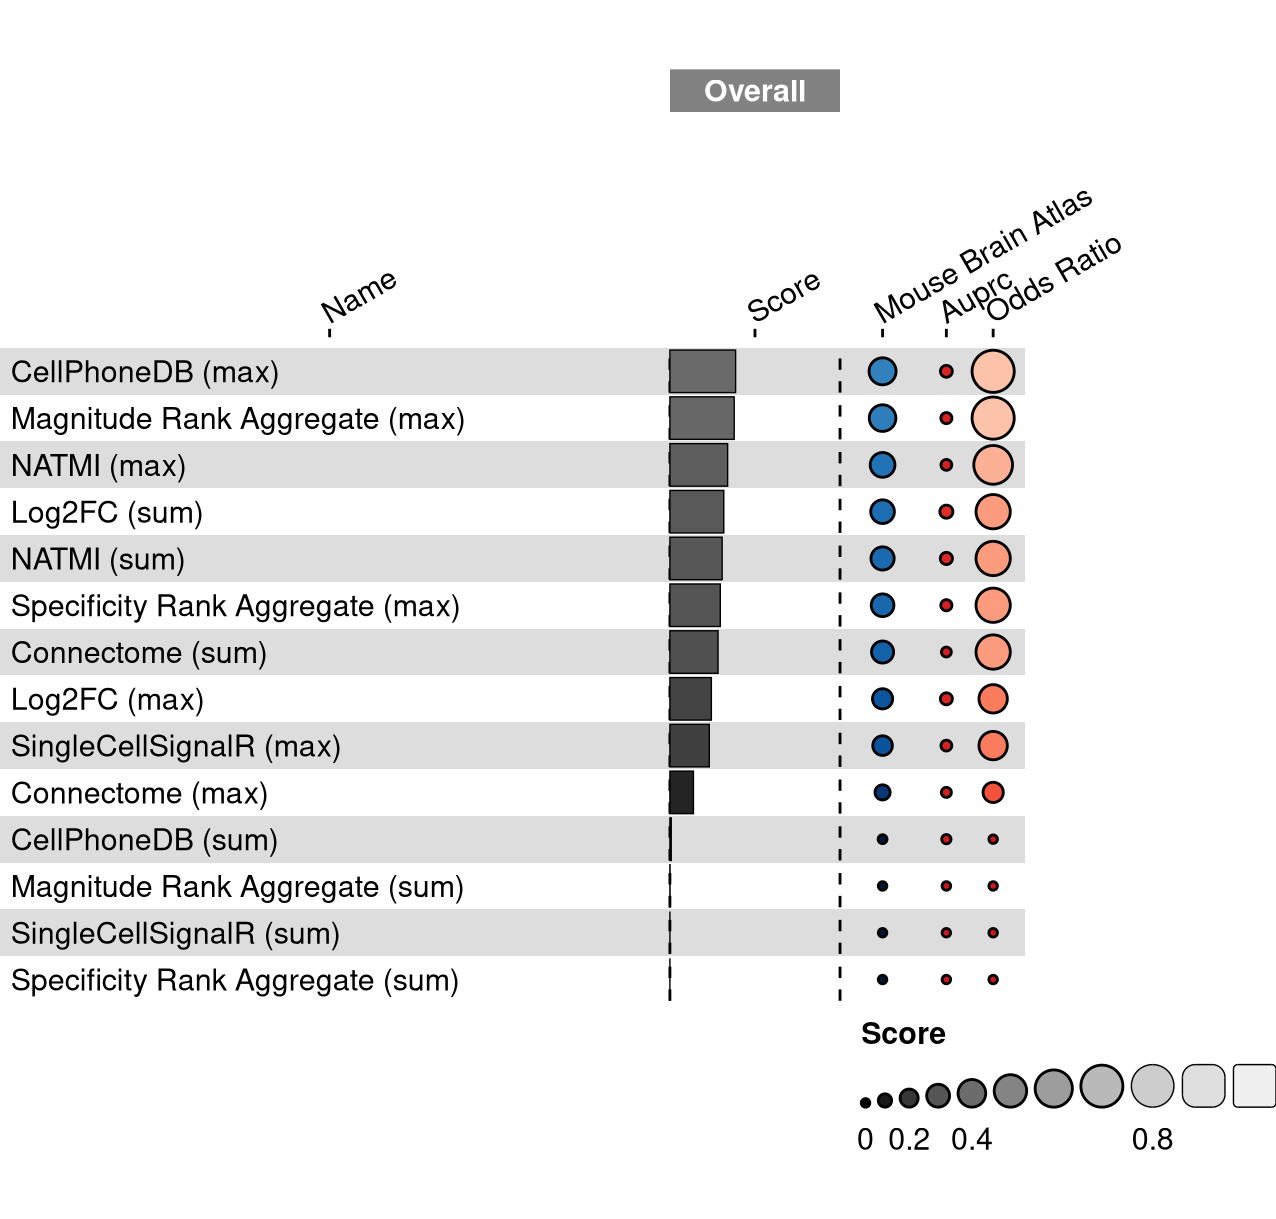 Overall
Name
Score
Mouse Brain Atlas
Auprc
Odds Ratio
CellPhoneDB (max)
Magnitude Rank Aggregate (max)
NATMI (max)
Log2FC (sum)
NATMI (sum)
Specificity Rank Aggregate (max)
Connectome (sum)
Log2FC (max)
SingleCellSignalR (max)
Connectome (max)
CellPhoneDB (sum)
Magnitude Rank Aggregate (sum)
SingleCellSignalR (sum)
Specificity Rank Aggregate (sum)
Score
0 0.2 0.4 0.8